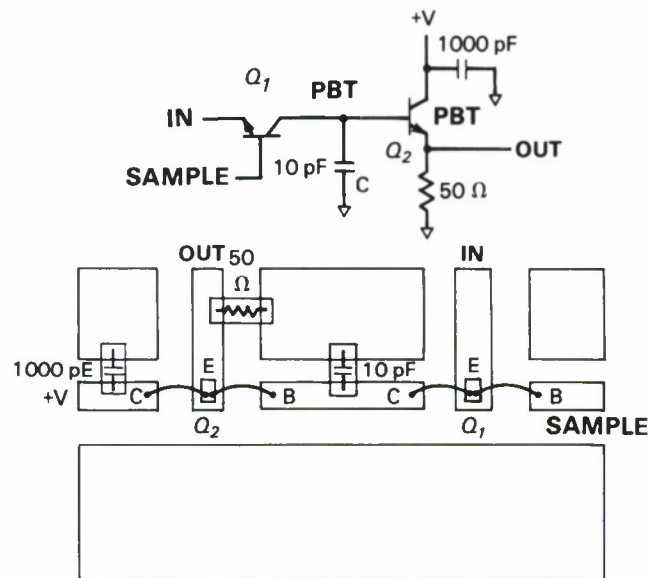 +V
1000 pF
Q1
PBT
IN
PBT
Q2
OUT
SAMPLE
10 pF
C
50 Ω
OUT 50 Ω
IN
1000 pE
E
10 pF
E
+V
C
B
C
B
Q2
Q1
SAMPLE